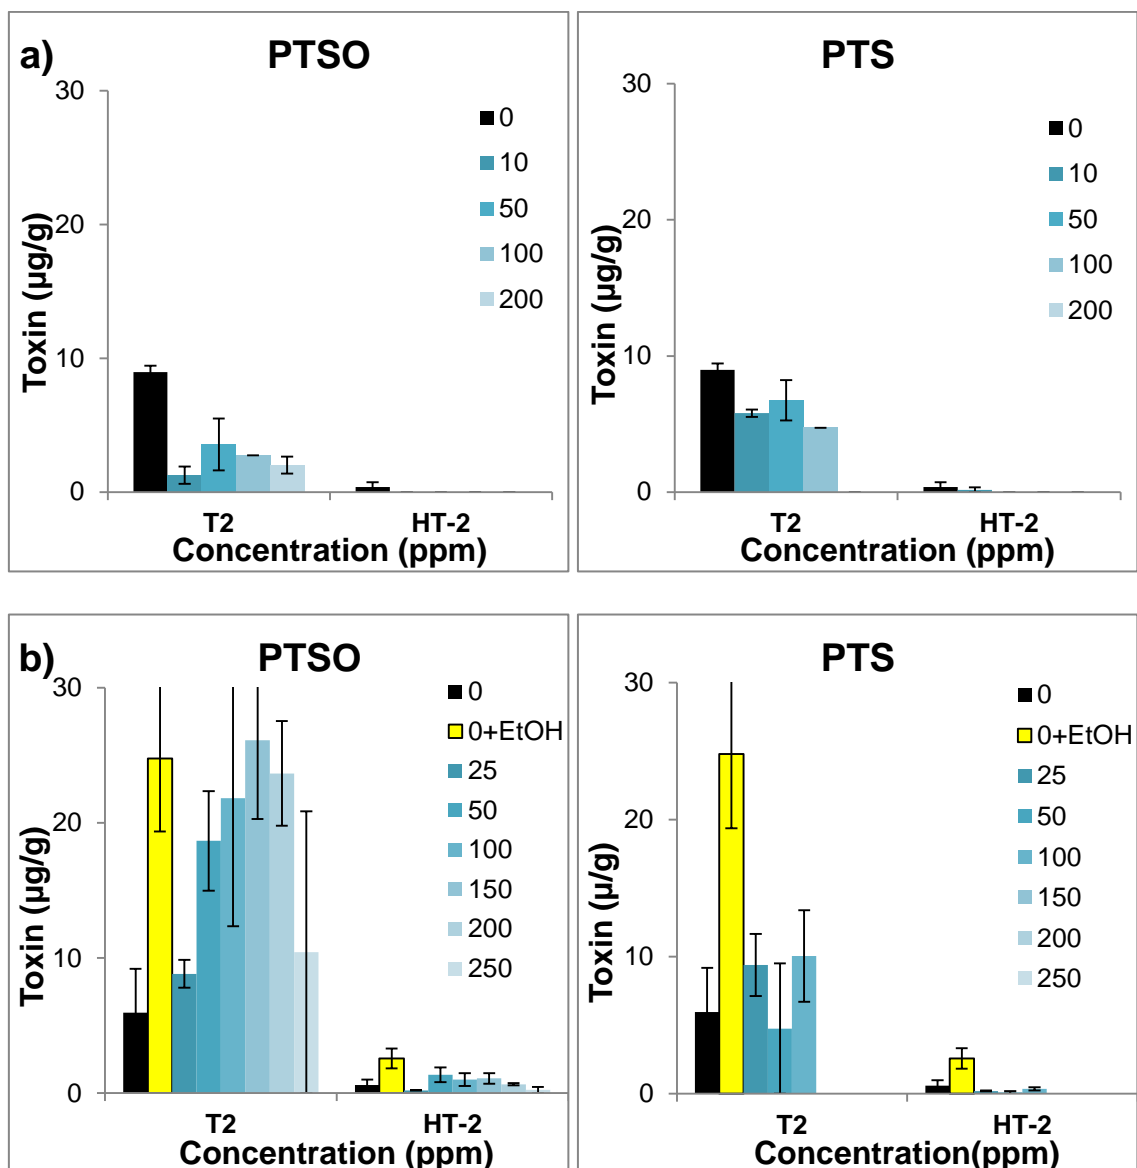 a)
PTSO
30
20
10
0
Toxin (µg/g)
0
10
50
100
200
T2
HT-2
Concentration (ppm)
PTS
30
20
10
0
Toxin (µg/g)
0
10
50
100
200
T2
HT-2
Concentration (ppm)
b)
PTSO
30
20
10
0
Toxin (µg/g)
0
0+EtOH
25
50
100
150
200
250
T2
HT-2
Concentration (ppm)
PTS
30
20
10
0
Toxin (µ/g)
0
0+EtOH
25
50
100
150
200
250
T2
HT-2
Concentration(ppm)